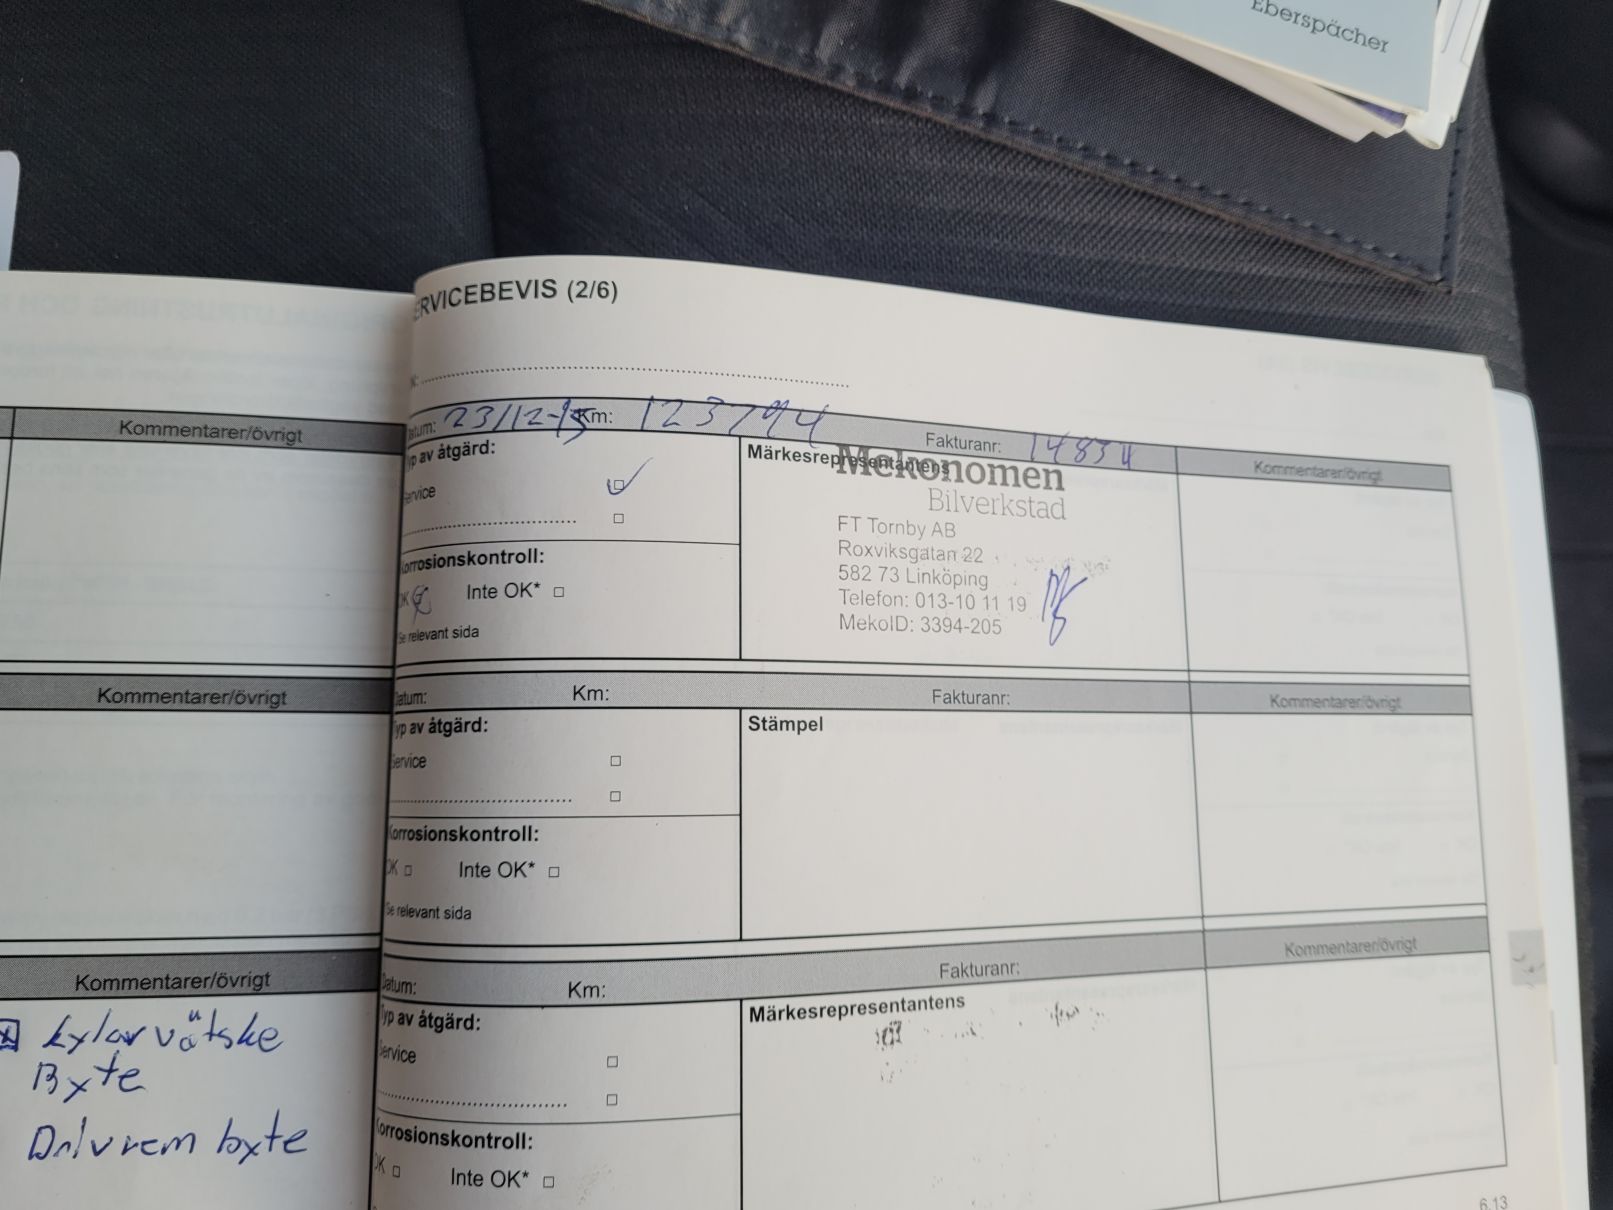 Eberspächer
RVICEBEVIS (2/6)
Kommentarer/övrigt
Kommentarer/övrigt
Kommentarer/övrigt
kylarvätske
Byte
Drivrem byte
Datum: 23/12-15 Km: 123794 Fakturanr: 14834 Kommentarer/övrigt
Typ av åtgärd:
Service
Korrosionskontroll:
OK Inte OK*
Se relevant sida
Märkesrepresentantens
Mekonomen
Bilverkstad
FT Tornby AB
Roxviksgatan 22
582 73 Linköping
Telefon: 013-10 11 19
MekoID: 3394-205
Datum: Km: Fakturanr: Kommentarer/övrigt
Typ av åtgärd:
Service
Korrosionskontroll:
OK Inte OK*
Se relevant sida
Stämpel
Datum: Km: Fakturanr: Kommentarer/övrigt
Typ av åtgärd:
Service
Korrosionskontroll:
OK Inte OK*
Märkesrepresentantens
6.13